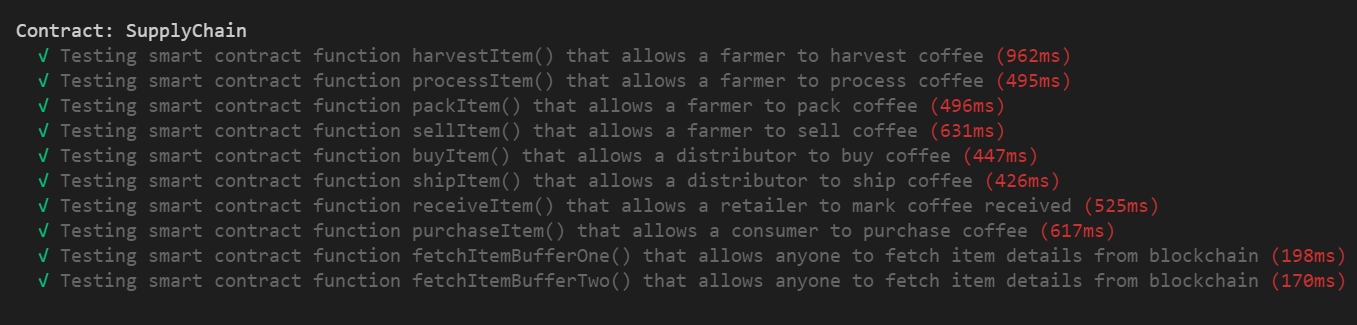 Contract: SupplyChain
√ Testing smart contract function harvestItem() that allows a farmer to harvest coffee (962ms)
√ Testing smart contract function processItem() that allows a farmer to process coffee (495ms)
√ Testing smart contract function packItem() that allows a farmer to pack coffee (496ms)
√ Testing smart contract function sellItem() that allows a farmer to sell coffee (631ms)
√ Testing smart contract function buyItem() that allows a distributor to buy coffee (447ms)
√ Testing smart contract function shipItem() that allows a distributor to ship coffee (426ms)
√ Testing smart contract function receiveItem() that allows a retailer to mark coffee received (525ms)
√ Testing smart contract function purchaseItem() that allows a consumer to purchase coffee (617ms)
√ Testing smart contract function fetchItemBufferOne() that allows anyone to fetch item details from blockchain (198ms)
√ Testing smart contract function fetchItemBufferTwo() that allows anyone to fetch item details from blockchain (170ms)